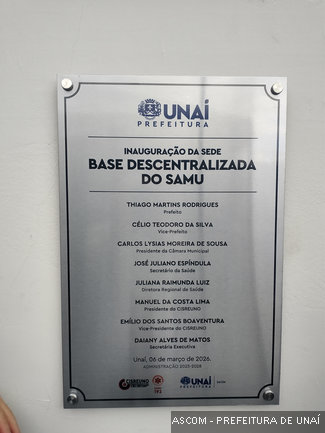 UNAÍ
PREFEITURA
INAUGURAÇÃO DA SEDE
BASE DESCENTRALIZADA
DO SAMU
THIAGO MARTINS RODRIGUES
Prefeito
CÉLIO TEODORO DA SILVA
Vice-Prefeito
CARLOS LYSIAS MOREIRA DE SOUSA
Presidente da Câmara Municipal
JOSÉ JULIANO ESPÍNDULA
Secretário da Saúde
JULIANA RAIMUNDA LUIZ
Diretora Regional de Saúde
MANUEL DA COSTA LIMA
Presidente do CISREUNO
EMÍLIO DOS SANTOS BOAVENTURA
Vice-Presidente do CISREUNO
DAIANY ALVES DE MATOS
Secretária Executiva
Unaí, 06 de março de 2026.
ADMINISTRAÇÃO 2025-2028
CISREUNO
192
UNAÍ
PREFEITURA
SAÚDE
ASCOM - PREFEITURA DE UNAÍ